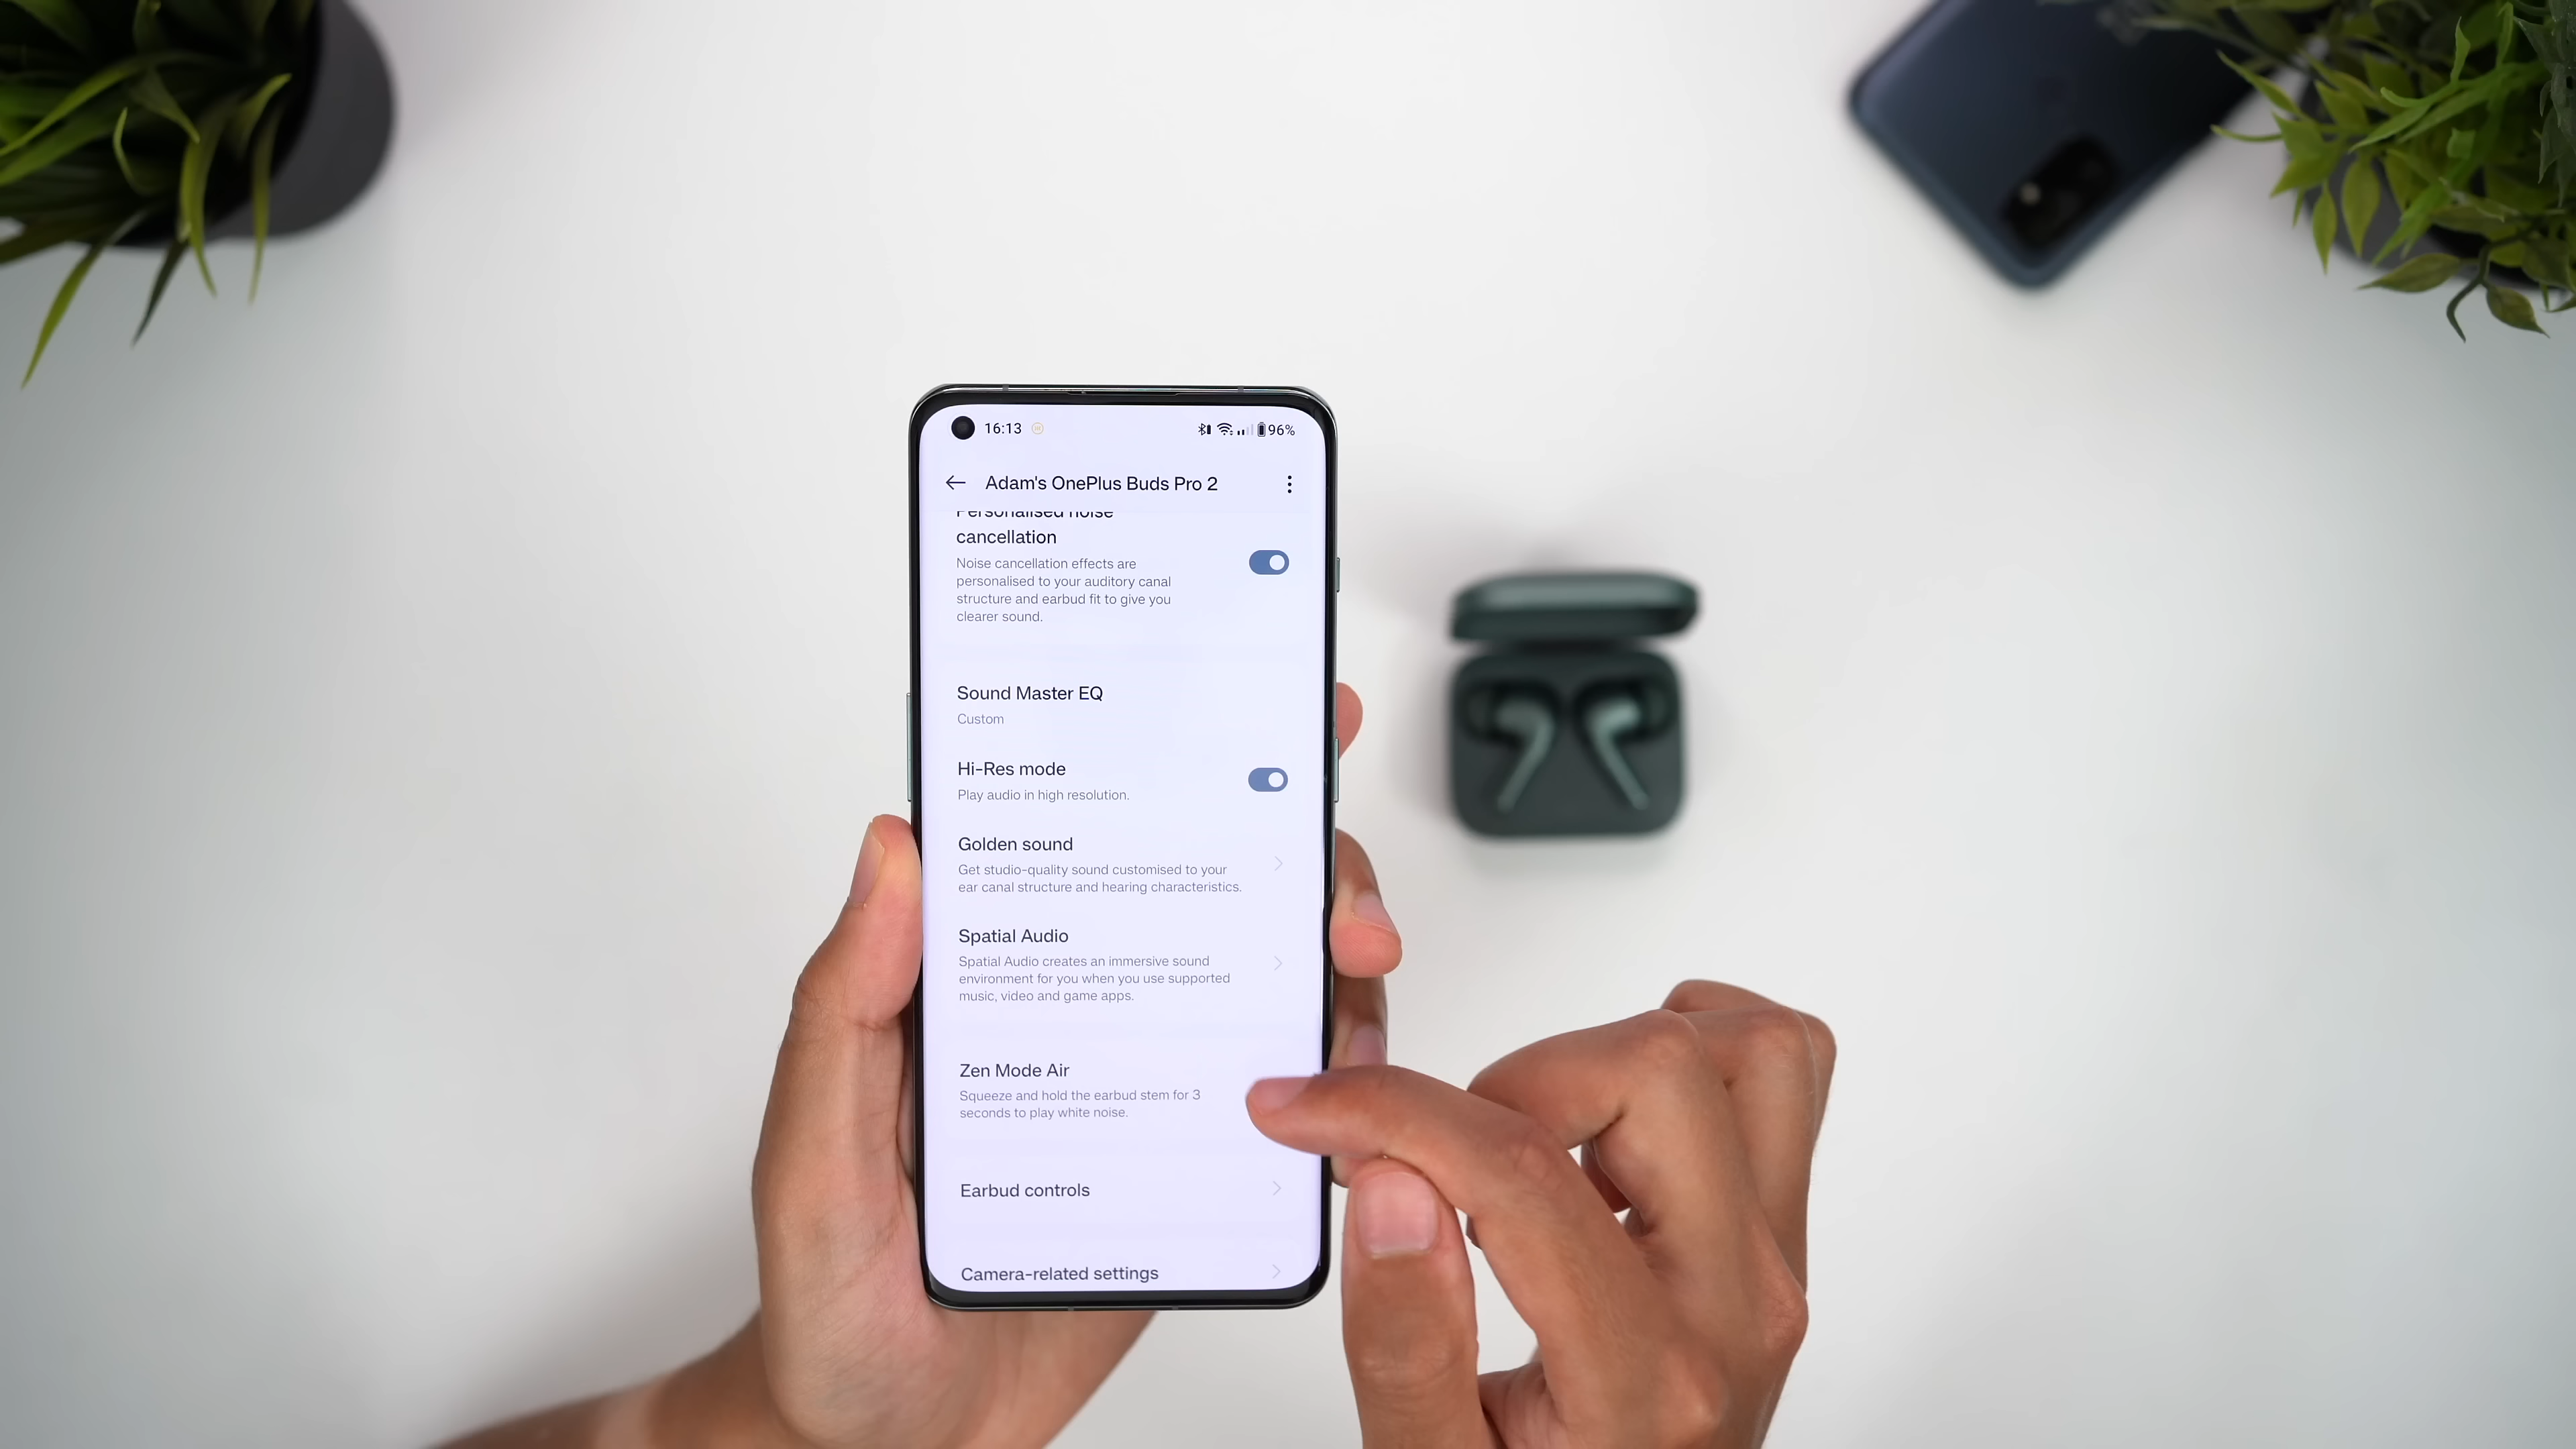 16:13
96%
Adam's OnePlus Buds Pro 2
Personalised noise
cancellation
Noise cancellation effects are
personalised to your auditory canal
structure and earbud fit to give you
clearer sound.
Sound Master EQ
Custom
Hi-Res mode
Play audio in high resolution.
Golden sound
Get studio-quality sound customised to your
ear canal structure and hearing characteristics.
Spatial Audio
Spatial Audio creates an immersive sound
environment for you when you use supported
music, video and game apps.
Zen Mode Air
Squeeze and hold the earbud stem for 3
seconds to play white noise.
Earbud controls
Camera-related settings